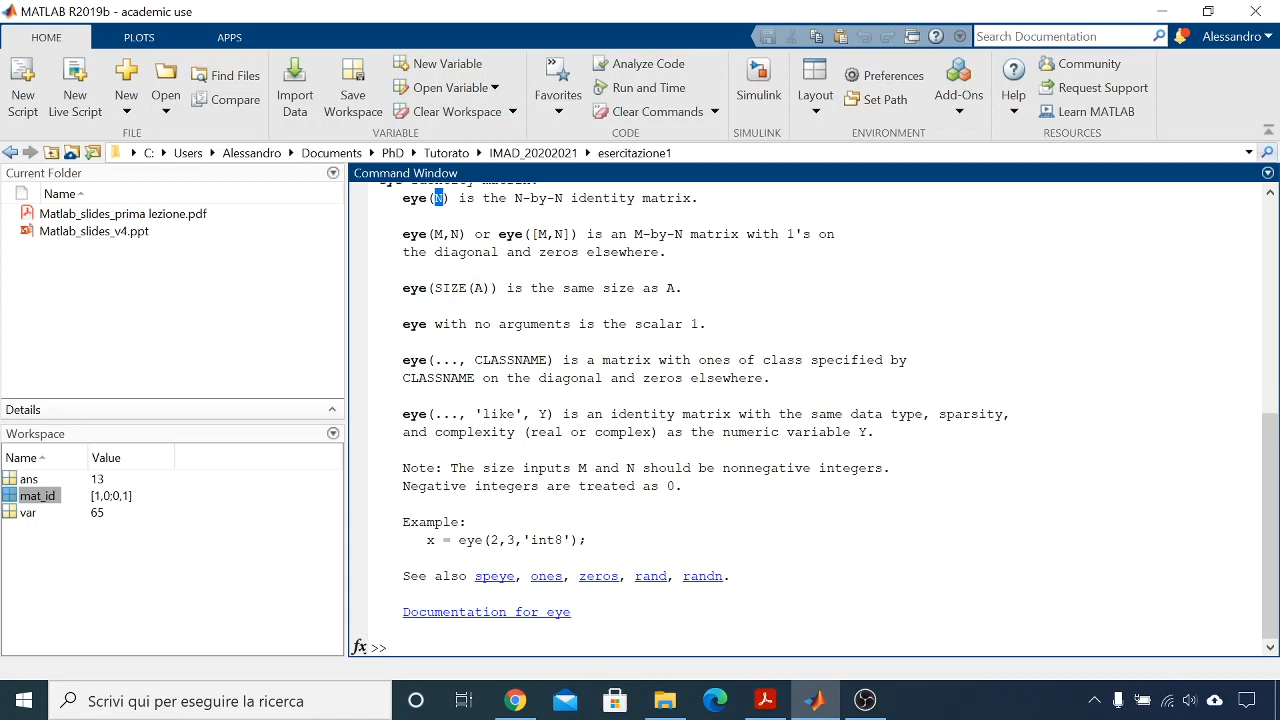 MATLAB R2019b - academic use
HOME PLOTS APPS
Search Documentation
Alessandro
New Script
New Live Script
New
Open
Find Files
Compare
Import Data
Save Workspace
New Variable
Open Variable
Clear Workspace
Favorites
Analyze Code
Run and Time
Clear Commands
Simulink
Layout
Preferences
Set Path
Add-Ons
Help
Community
Request Support
Learn MATLAB
FILE VARIABLE CODE SIMULINK ENVIRONMENT RESOURCES
C: Users Alessandro Documents PhD Tutorato IMAD_20202021 esercitazione1
Current Folder
Name
Matlab_slides_prima lezione.pdf
Matlab_slides_v4.ppt
Details
Workspace
Name Value
ans 13
mat_id [1,0;0,1]
var 65
Command Window
eye Identity matrix.
eye(N) is the N-by-N identity matrix.
eye(M,N) or eye([M,N]) is an M-by-N matrix with 1's on
the diagonal and zeros elsewhere.
eye(SIZE(A)) is the same size as A.
eye with no arguments is the scalar 1.
eye(..., CLASSNAME) is a matrix with ones of class specified by
CLASSNAME on the diagonal and zeros elsewhere.
eye(..., 'like', Y) is an identity matrix with the same data type, sparsity,
and complexity (real or complex) as the numeric variable Y.
Note: The size inputs M and N should be nonnegative integers.
Negative integers are treated as 0.
Example:
x = eye(2,3,'int8');
See also speye, ones, zeros, rand, randn.
Documentation for eye
fx >>
Scrivi qui per eseguire la ricerca